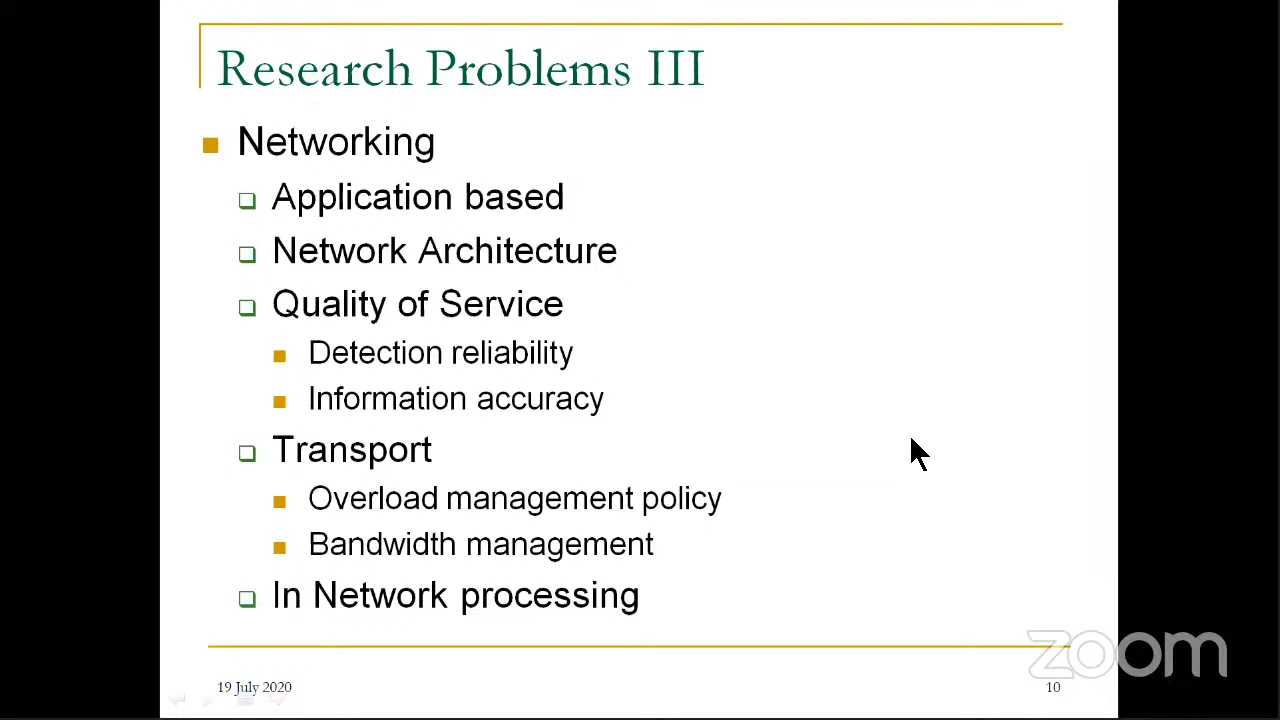 Research Problems III
Networking
Application based
Network Architecture
Quality of Service
Detection reliability
Information accuracy
Transport
Overload management policy
Bandwidth management
In Network processing
zoom
19 July 2020
10